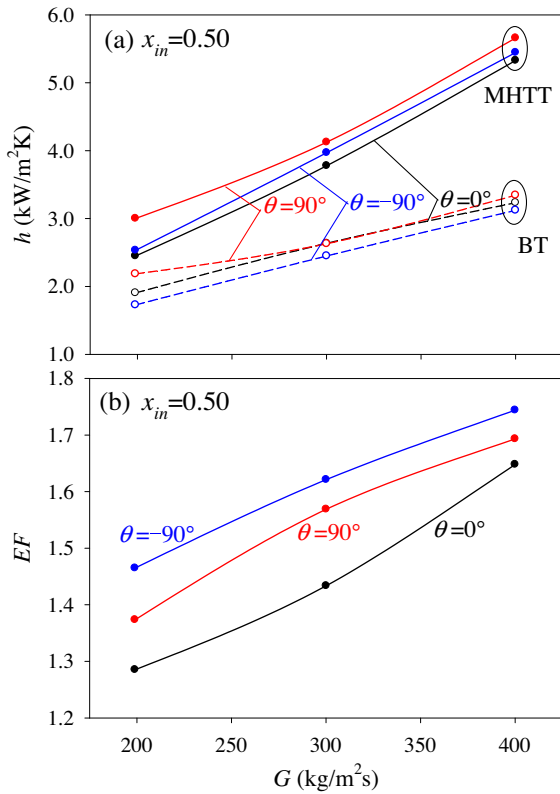 (a) x_in=0.50
6.0
5.0
4.0
3.0
2.0
1.0
h (kW/m²K)
MHTT
θ=90°
θ=−90°
θ=0°
BT
(b) x_in=0.50
1.8
1.7
1.6
1.5
1.4
1.3
1.2
EF
θ=−90°
θ=90°
θ=0°
200 250 300 350 400
G (kg/m²s)